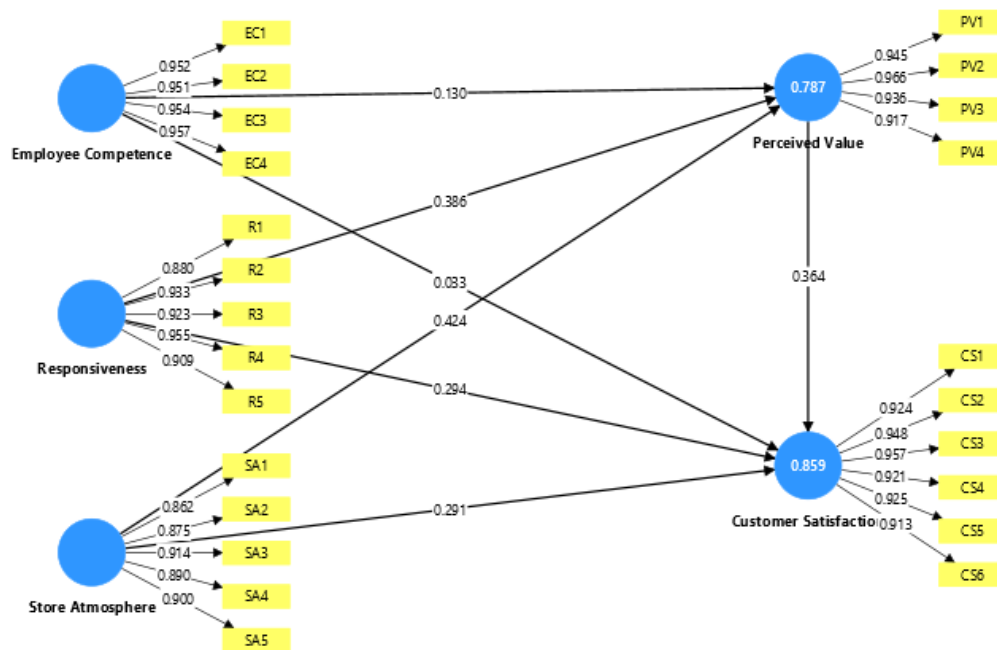 EC1
0.952
EC2
0.951
0.954
EC3
0.957
EC4
Employee Competence
R1
0.880
R2
0.933
R3
0.923
0.955
R4
0.909
R5
Responsiveness
SA1
0.862
SA2
0.875
0.914
SA3
0.890
SA4
0.900
SA5
Store Atmosphere
0.130
0.386
0.033
0.424
0.294
0.291
0.364
PV1
0.945
PV2
0.966
0.787
0.936
PV3
0.917
PV4
Perceived Value
CS1
0.924
CS2
0.948
0.957
CS3
0.859
0.921
CS4
0.925
CS5
0.913
CS6
Customer Satisfactio